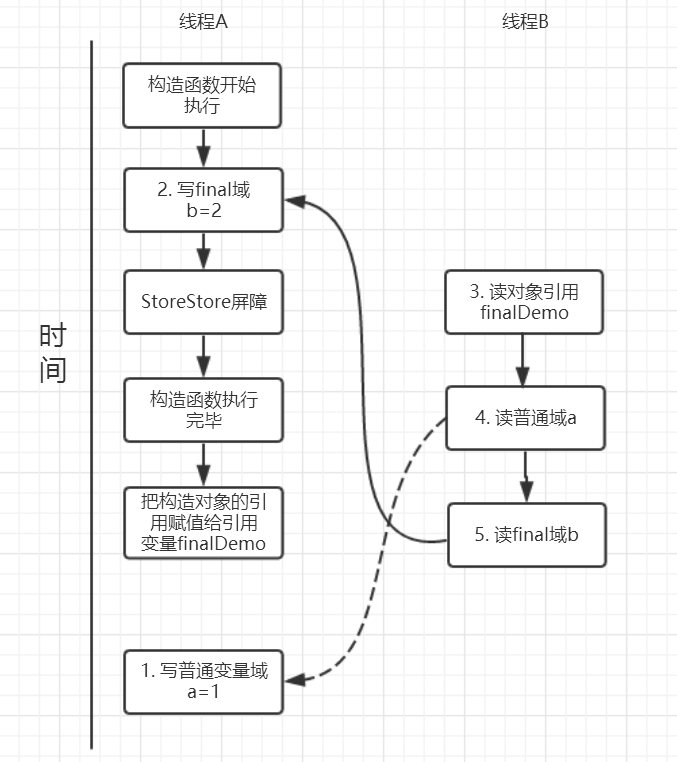 线程A
线程B
构造函数开始
执行
2. 写final域
b=2
StoreStore屏障
3. 读对象引用
finalDemo
时
间
构造函数执行
完毕
4. 读普通域a
把构造对象的引
用赋值给引用
变量finalDemo
5. 读final域b
1. 写普通变量域
a=1